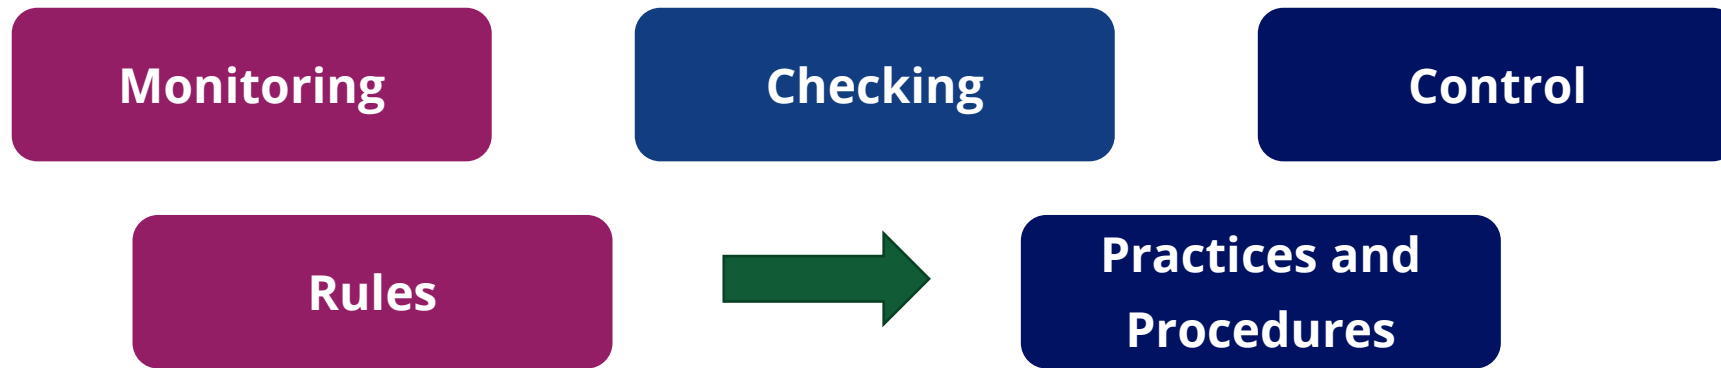 Monitoring
Checking
Control
Rules
Practices and
Procedures